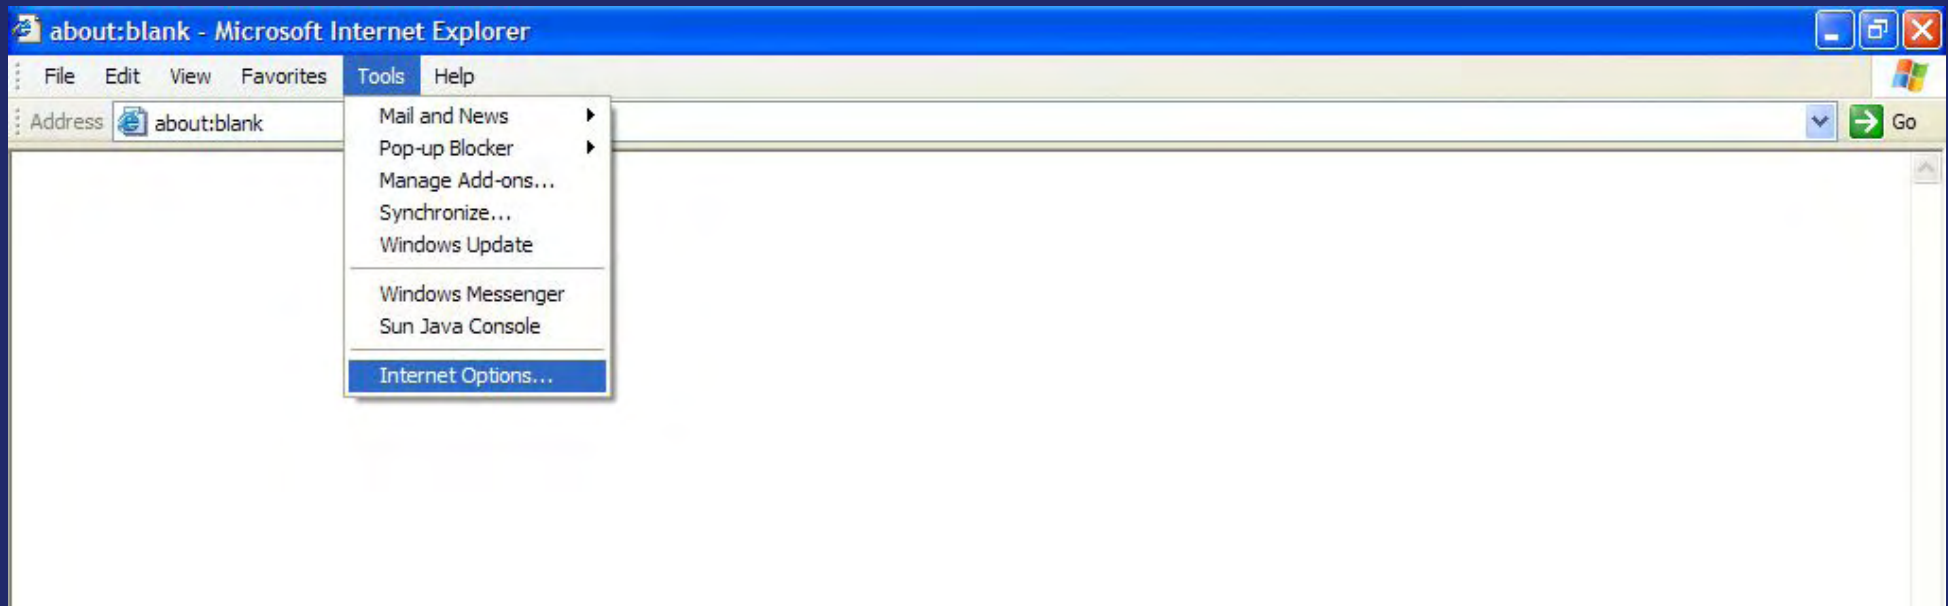 about:blank - Microsoft Internet Explorer
File Edit View Favorites Tools Help
Address about:blank Go
Mail and News
Pop-up Blocker
Manage Add-ons...
Synchronize...
Windows Update
Windows Messenger
Sun Java Console
Internet Options...